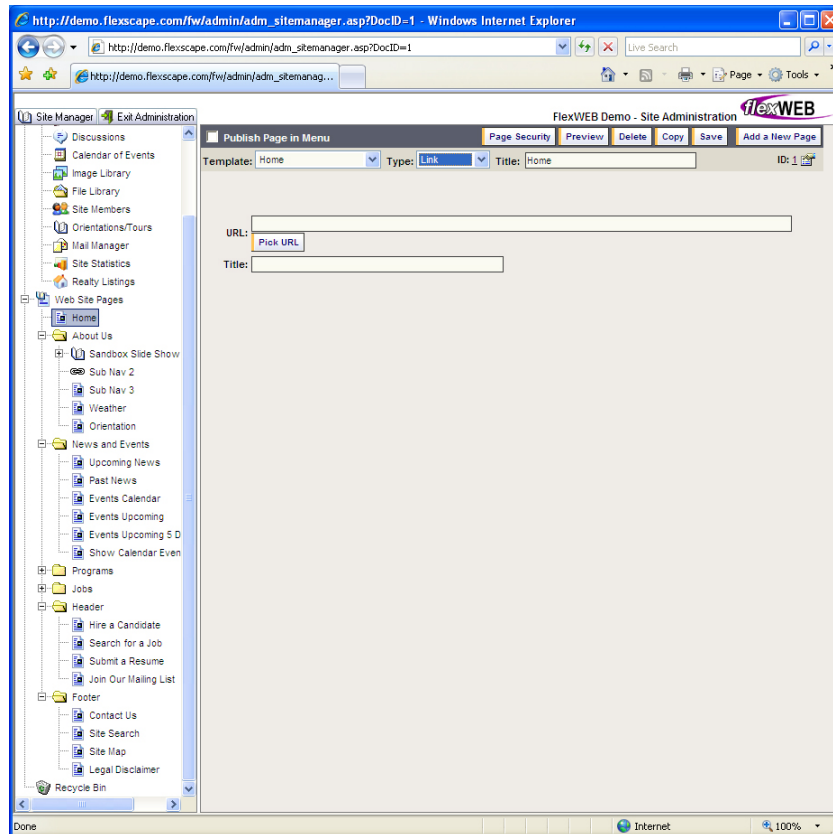 http://demo.flexscape.com/fw/admin/adm_sitemanager.asp?DocID=1 - Windows Internet Explorer
http://demo.flexscape.com/fw/admin/adm_sitemanager.asp?DocID=1
Live Search
http://demo.flexscape.com/fw/admin/adm_sitemanag...
Page Tools
Site Manager Exit Administration FlexWEB Demo - Site Administration flexWEB
Discussions
Calendar of Events
Image Library
File Library
Site Members
Orientations/Tours
Mail Manager
Site Statistics
Realty Listings
Web Site Pages
Home
About Us
Sandbox Slide Show
Sub Nav 2
Sub Nav 3
Weather
Orientation
News and Events
Upcoming News
Past News
Events Calendar
Events Upcoming
Events Upcoming 5 D
Show Calendar Even
Programs
Jobs
Header
Hire a Candidate
Search for a Job
Submit a Resume
Join Our Mailing List
Footer
Contact Us
Site Search
Site Map
Legal Disclaimer
Recycle Bin
Publish Page in Menu Page Security Preview Delete Copy Save Add a New Page
Template: Home Type: Link Title: Home ID: 1
URL:
Pick URL
Title:
Done Internet 100%